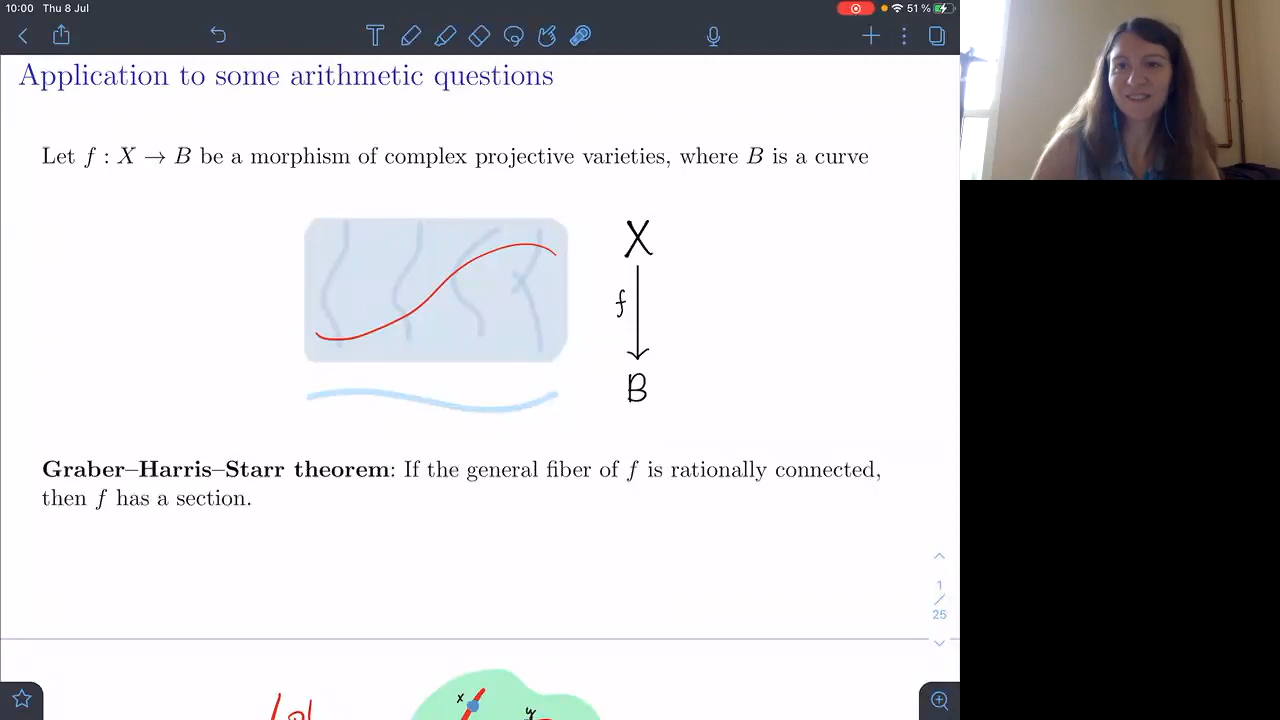 10:00 Thu 8 Jul
51 %
Application to some arithmetic questions
Let f : X → B be a morphism of complex projective varieties, where B is a curve
X
f
B
Graber–Harris–Starr theorem: If the general fiber of f is rationally connected,
then f has a section.
1
/
25
x
y